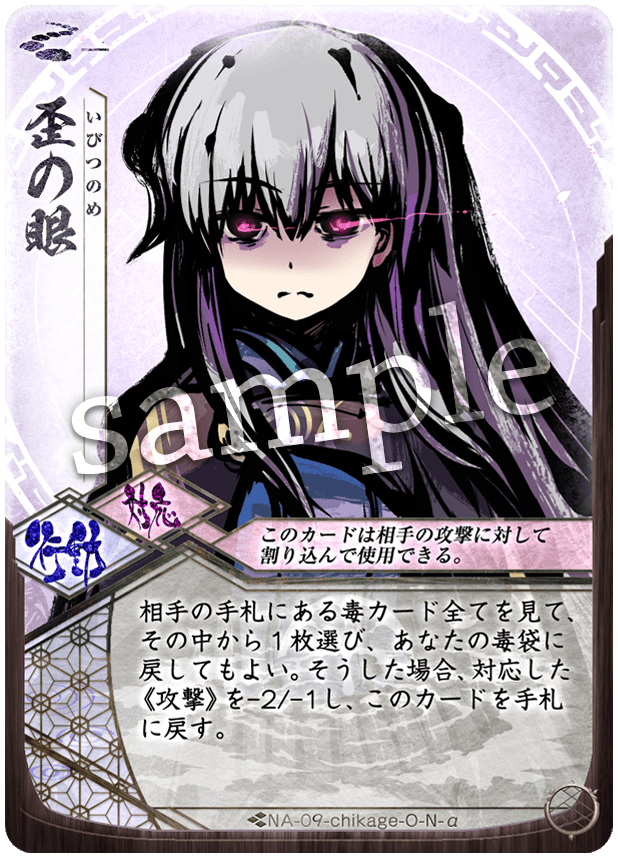 歪の眼
いびつのめ
sample
対応
行動
このカードは相手の攻撃に対して
割り込んで使用できる。
相手の手札にある毒カード全てを見て、
その中から1枚選び、あなたの毒袋に
戻してもよい。そうした場合、対応した
《攻撃》を-2/-1し、このカードを手札
に戻す。
NA-09-chikage-O-N-α